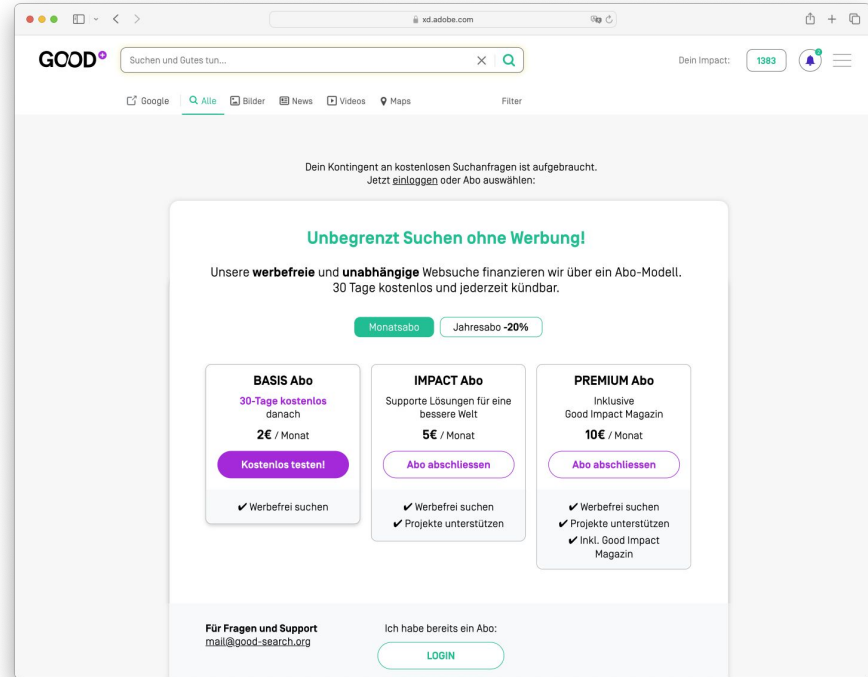 xd.adobe.com
GOOD+
Suchen und Gutes tun...
Dein Impact:
1383
Google
Alle
Bilder
News
Videos
Maps
Filter
Dein Kontingent an kostenlosen Suchanfragen ist aufgebraucht.
Jetzt einloggen oder Abo auswählen:
Unbegrenzt Suchen ohne Werbung!
Unsere werbefreie und unabhängige Websuche finanzieren wir über ein Abo-Modell.
30 Tage kostenlos und jederzeit kündbar.
Monatsabo
Jahresabo -20%
BASIS Abo
30-Tage kostenlos
danach
2€ / Monat
Kostenlos testen!
✔ Werbefrei suchen
IMPACT Abo
Supporte Lösungen für eine
bessere Welt
5€ / Monat
Abo abschliessen
✔ Werbefrei suchen
✔ Projekte unterstützen
PREMIUM Abo
Inklusive
Good Impact Magazin
10€ / Monat
Abo abschliessen
✔ Werbefrei suchen
✔ Projekte unterstützen
✔ Inkl. Good Impact
Magazin
Für Fragen und Support
mail@good-search.org
Ich habe bereits ein Abo:
LOGIN